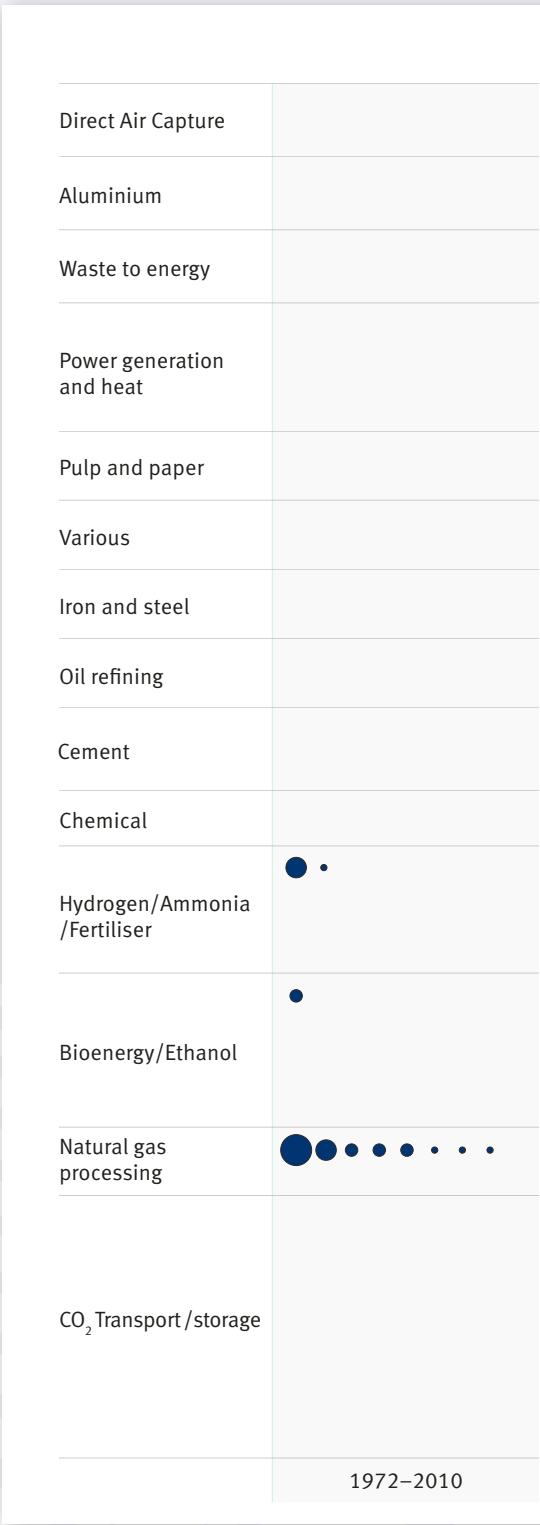 Direct Air Capture
Aluminium
Waste to energy
Power generation
and heat
Pulp and paper
Various
Iron and steel
Oil refining
Cement
Chemical
Hydrogen/Ammonia
/Fertiliser
Bioenergy/Ethanol
Natural gas
processing
CO₂ Transport/storage
1972–2010